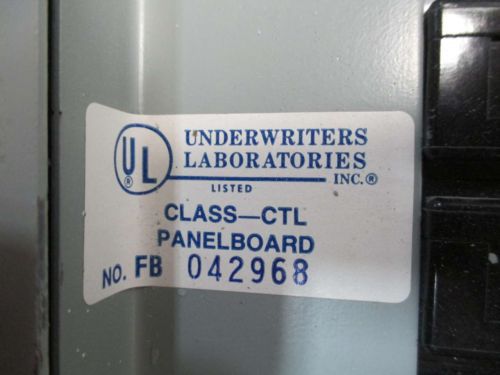 UL®
UNDERWRITERS
LABORATORIES
INC.®
LISTED
CLASS—CTL
PANELBOARD
NO. FB 042968